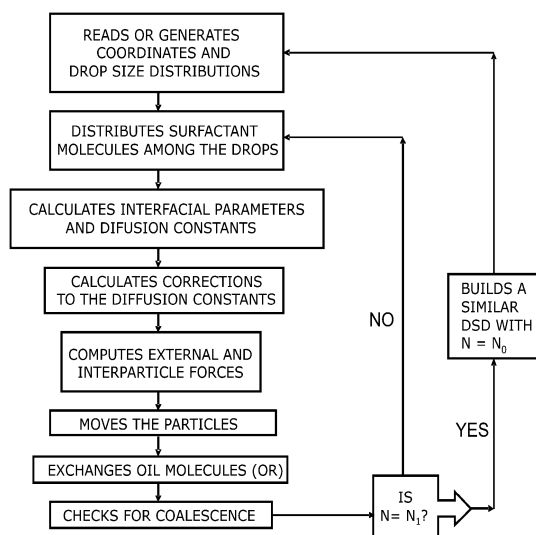 READS OR GENERATES
COORDINATES AND
DROP SIZE DISTRIBUTIONS
DISTRIBUTES SURFACTANT
MOLECULES AMONG THE DROPS
CALCULATES INTERFACIAL PARAMETERS
AND DIFUSION CONSTANTS
CALCULATES CORRECTIONS
TO THE DIFFUSION CONSTANTS
COMPUTES EXTERNAL AND
INTERPARTICLE FORCES
MOVES THE PARTICLES
EXCHANGES OIL MOLECULES (OR)
CHECKS FOR COALESCENCE
IS
N= N₁?
NO
YES
BUILDS A
SIMILAR
DSD WITH
N = N₀